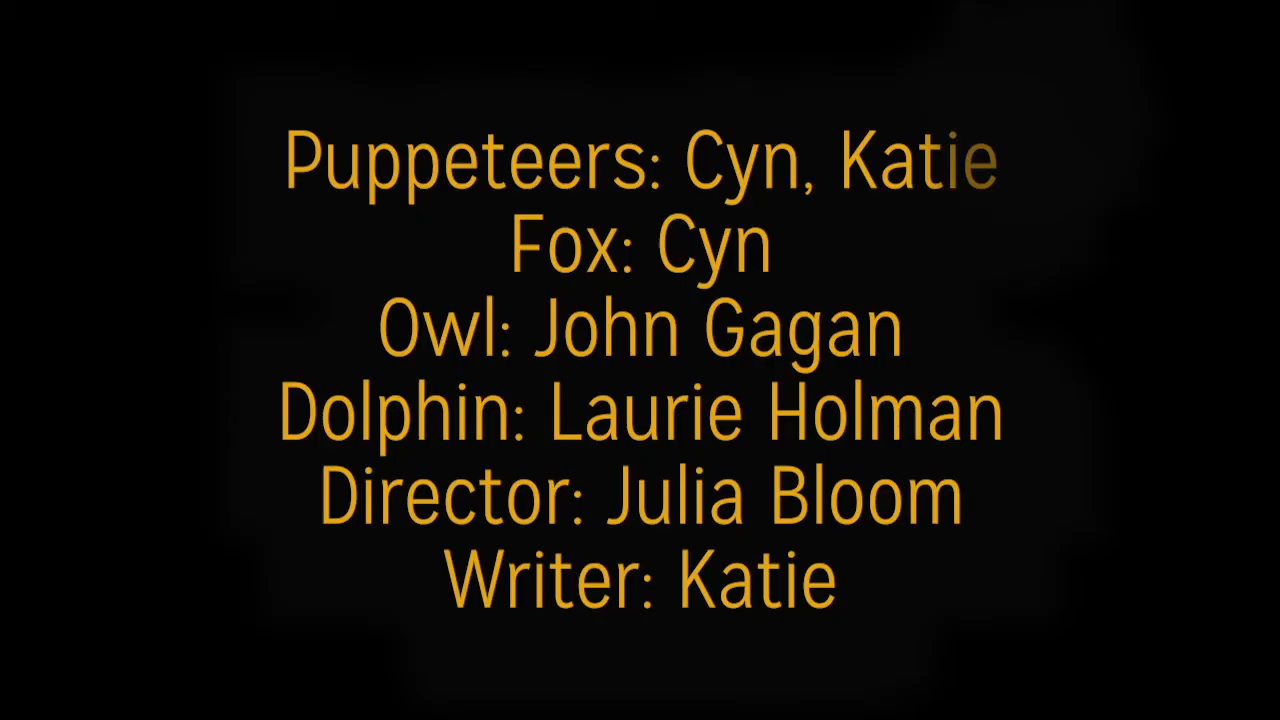 Puppeteers: Cyn, Katie
Fox: Cyn
Owl: John Gagan
Dolphin: Laurie Holman
Director: Julia Bloom
Writer: Katie